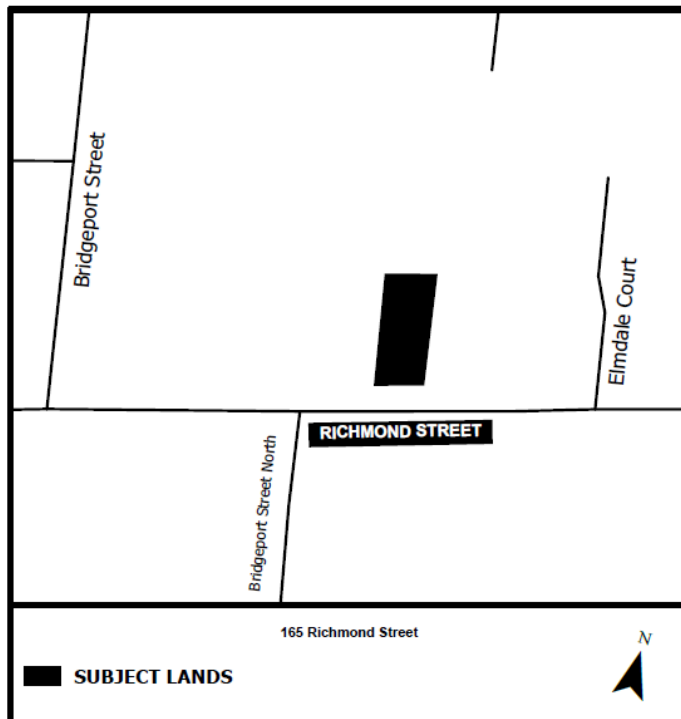 Bridgeport Street
Elmdale Court
RICHMOND STREET
Bridgeport Street North
165 Richmond Street
N
SUBJECT LANDS